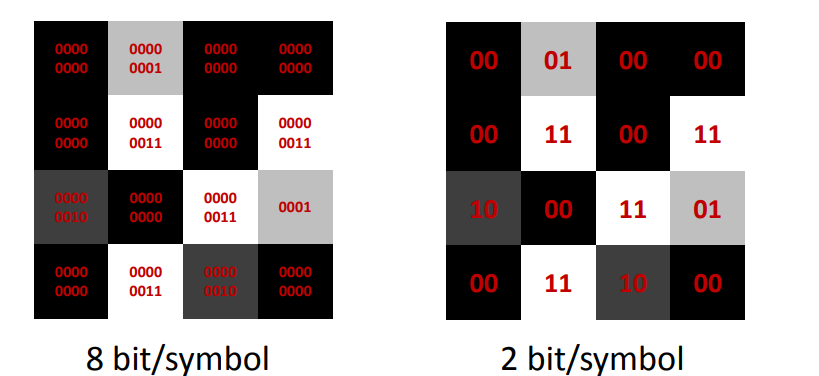 0000 0000 0000 0000
0000 0001 0000 0000
0000 0000 0000 0000
0000 0011 0000 0011
0000 0000 0000 0001
0010 0000 0011
0000 0000 0000 0000
0000 0011 0010 0000
8 bit/symbol
00 01 00 00
00 11 00 11
10 00 11 01
00 11 10 00
2 bit/symbol